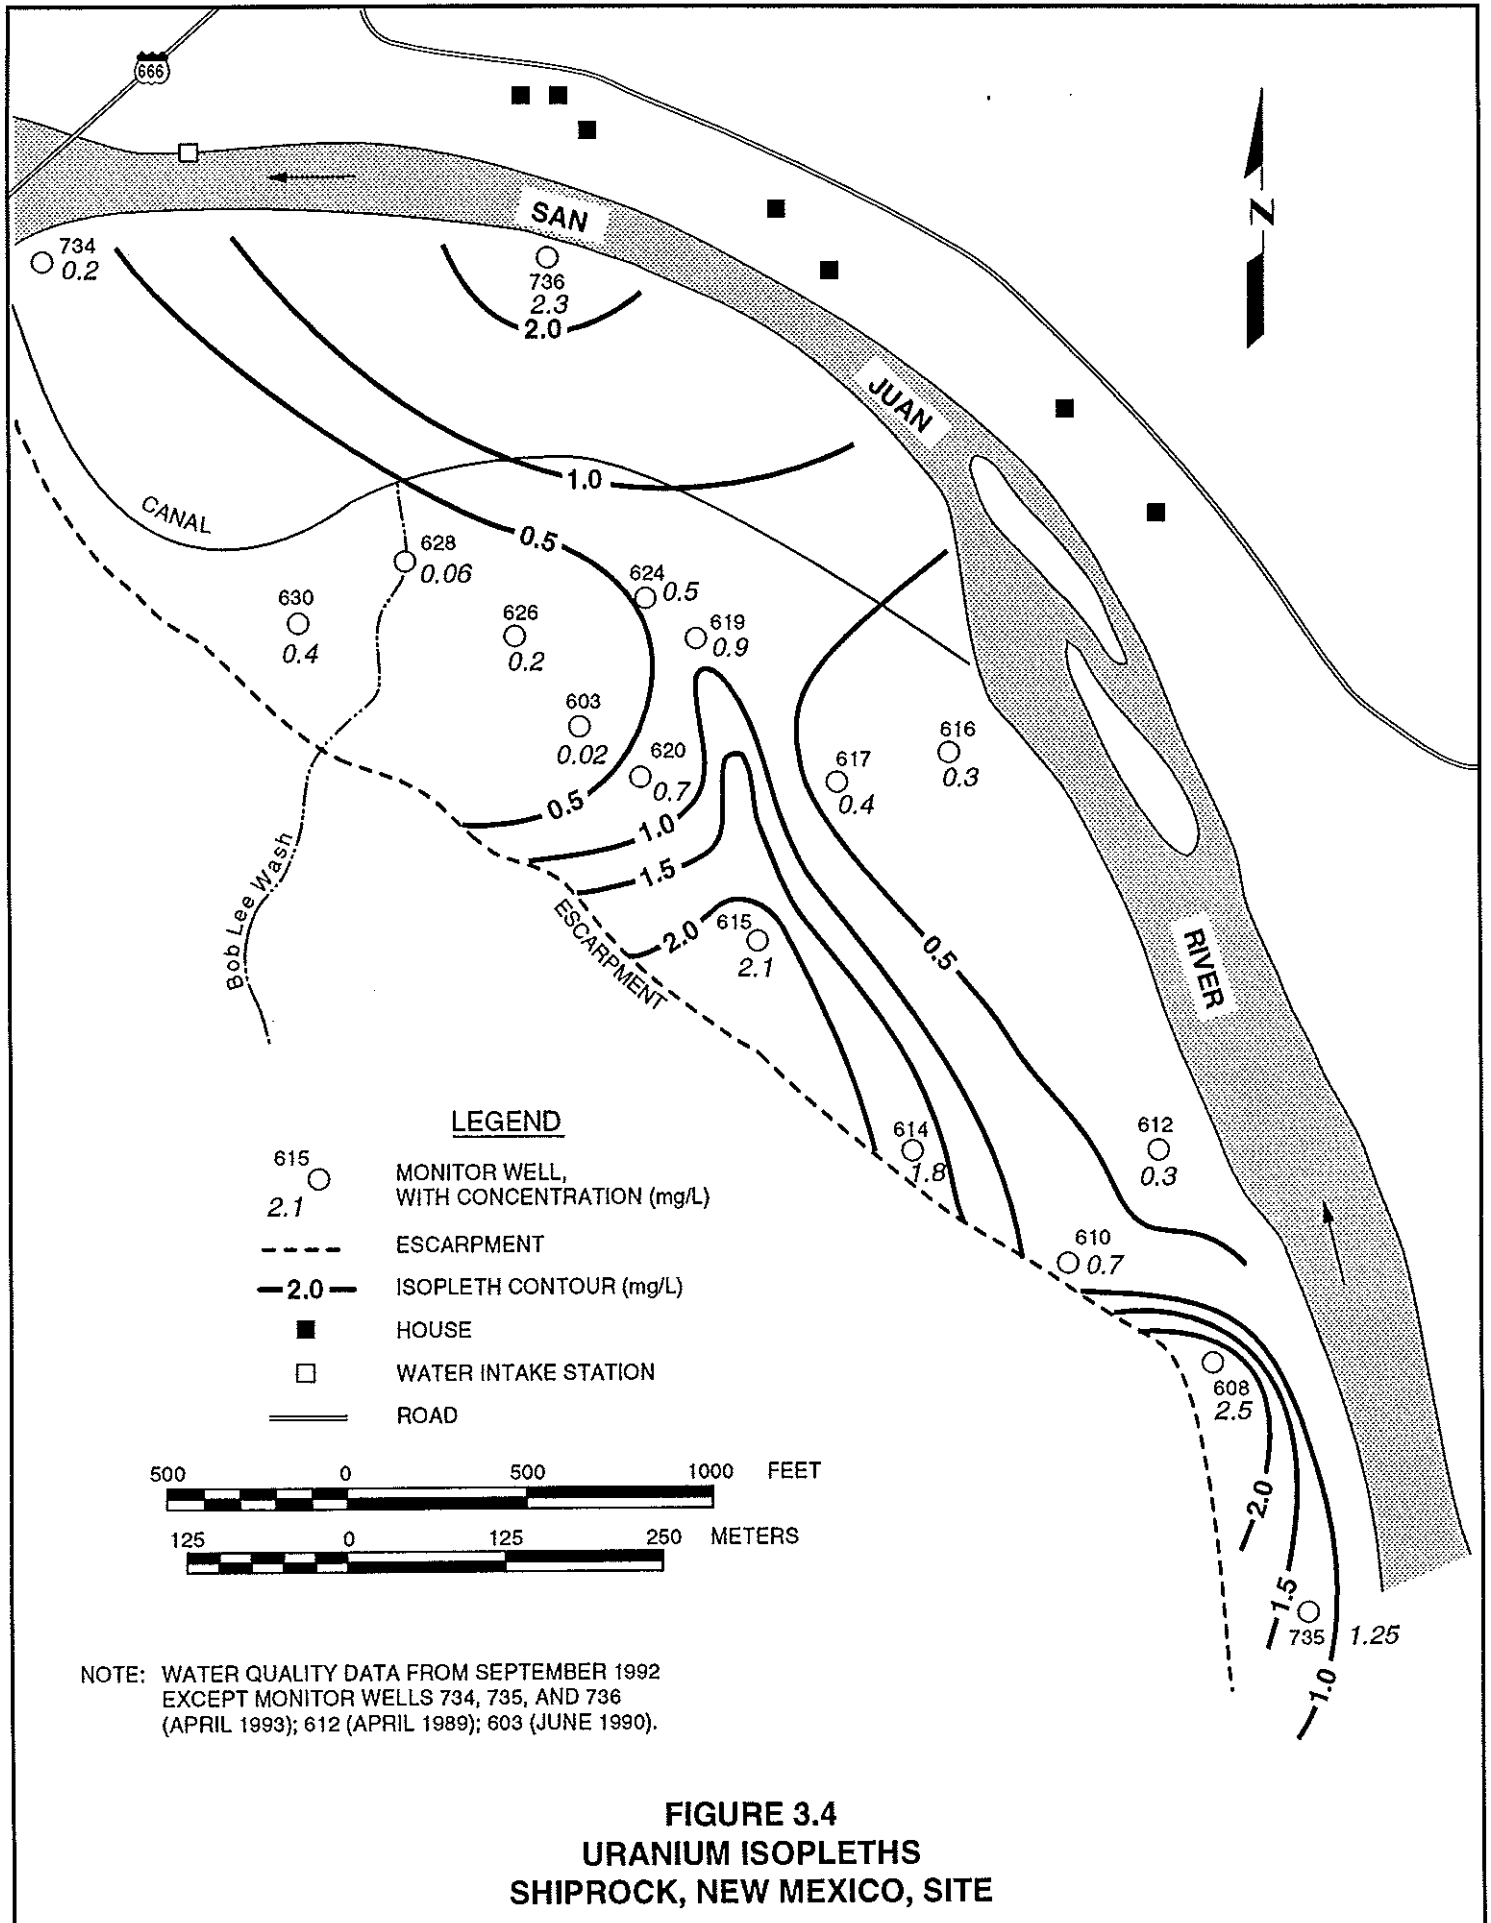 666
SAN
734
0.2
736
2.3
2.0
JUAN
1.0
CANAL
0.5
628
0.06
624
0.5
630
0.4
626
0.2
619
0.9
603
0.02
620
0.7
616
0.3
617
0.4
0.5
1.0
1.5
Bob Lee Wash
2.0
615
2.1
ESCARPMENT
0.5
RIVER
614
1.8
612
0.3
610
0.7
608
2.5
2.0
1.5
735
1.25
1.0
LEGEND
615
2.1
MONITOR WELL,
WITH CONCENTRATION (mg/L)
ESCARPMENT
2.0
ISOPLETH CONTOUR (mg/L)
HOUSE
WATER INTAKE STATION
ROAD
500 0 500 1000 FEET
125 0 125 250 METERS
NOTE: WATER QUALITY DATA FROM SEPTEMBER 1992
EXCEPT MONITOR WELLS 734, 735, AND 736
(APRIL 1993); 612 (APRIL 1989); 603 (JUNE 1990).
FIGURE 3.4
URANIUM ISOPLETHS
SHIPROCK, NEW MEXICO, SITE
N